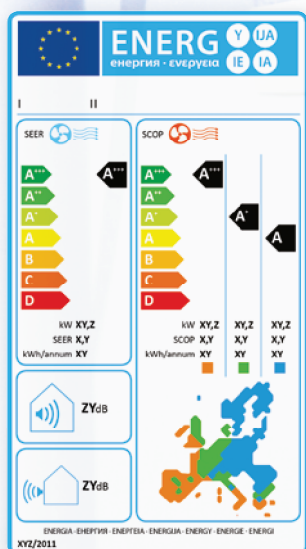 ENERG Y IJA
енергия · ενεργεια IE IA
I II
SEER
A+++ A+++
A++
A+
A
B
C
D
kW XY,Z
SEER X,Y
kWh/annum XY
SCOP
A+++ A+++
A++
A+ A+
A A
B
C
D
kW XY,Z XY,Z XY,Z
SCOP X,Y X,Y X,Y
kWh/annum XY XY XY
ZYdB
ZYdB
ENERGIA · ЕНЕРГИЯ · ΕΝΕΡΓΕΙΑ · ENERGIJA · ENERGY · ENERGIE · ENERGI
XYZ/2011